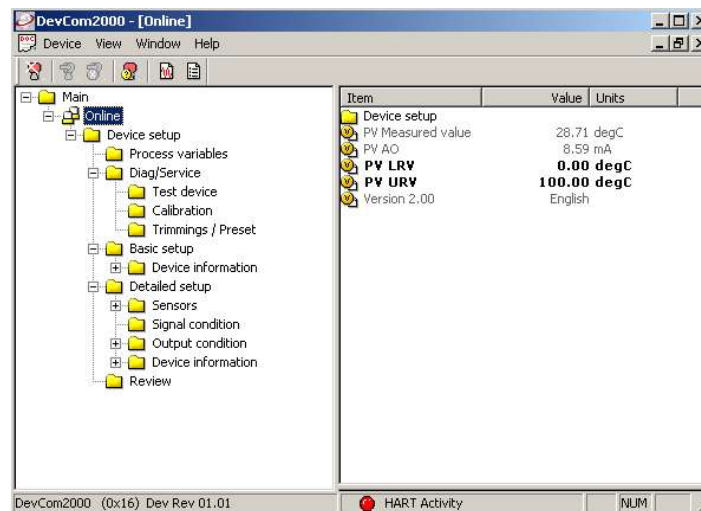 DevCom2000 - [Online]
Device View Window Help
Main
Online
Device setup
Process variables
Diag/Service
Test device
Calibration
Trimmings / Preset
Basic setup
Device information
Detailed setup
Sensors
Signal condition
Output condition
Device information
Review
Item Value Units
Device setup
PV Measured value 28.71 degC
PV AO 8.59 mA
PV LRV 0.00 degC
PV URV 100.00 degC
Version 2.00 English
DevCom2000 (0x16) Dev Rev 01.01 HART Activity NUM